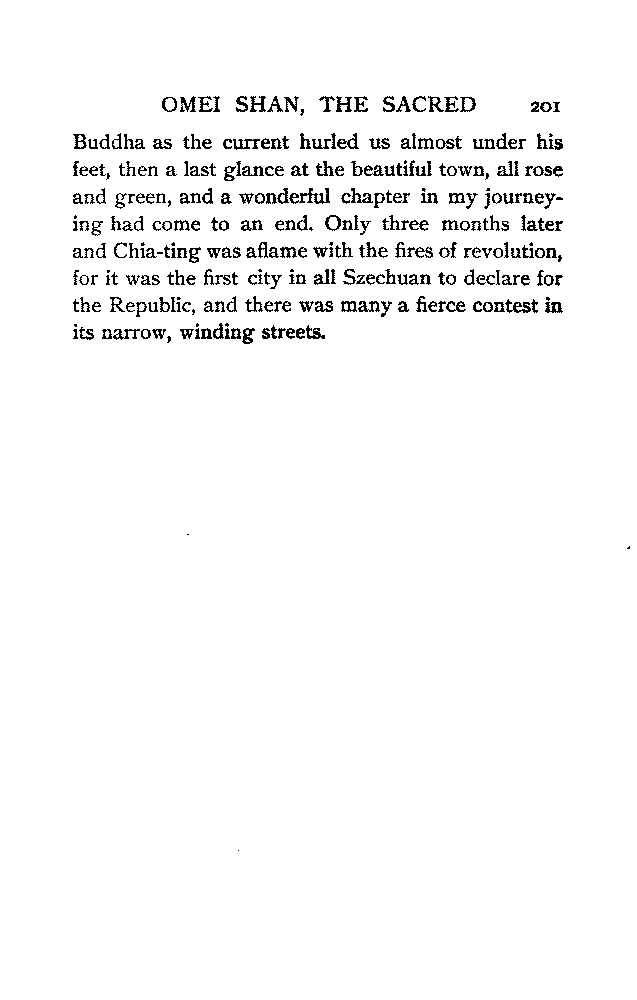 OMEI SHAN, THE SACRED 201
Buddha as the current hurled us almost under his
feet, then a last glance at the beautiful town, all rose
and green, and a wonderful chapter in my journey-
ing had come to an end. Only three months later
and Chia-ting was aflame with the fires of revolution,
for it was the first city in all Szechuan to declare for
the Republic, and there was many a fierce contest in
its narrow, winding streets.